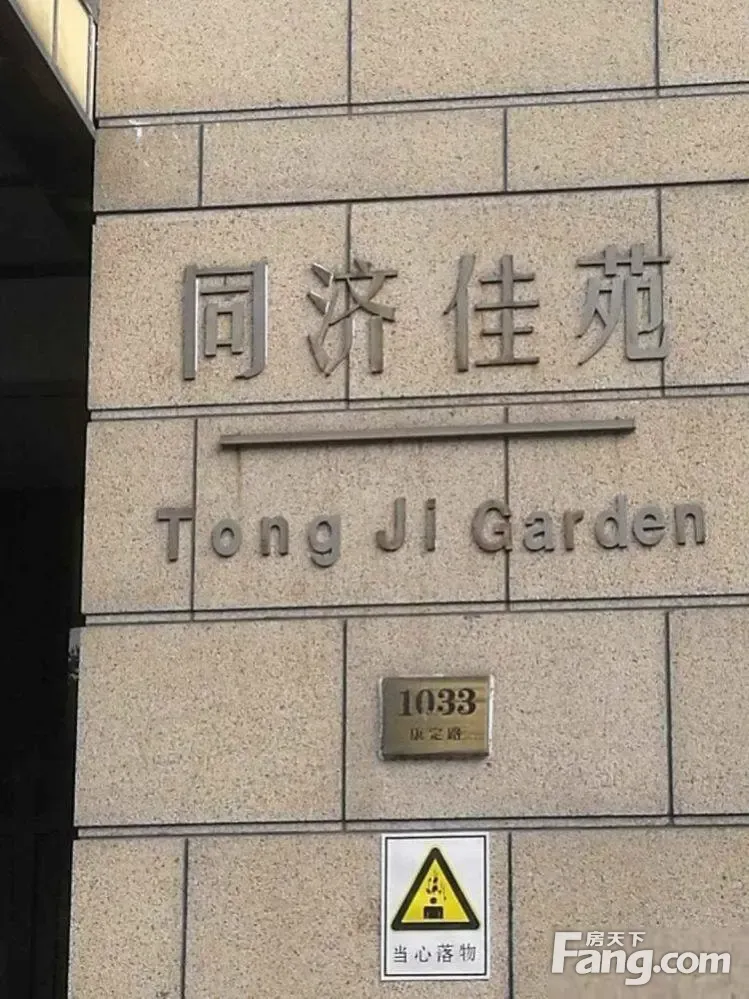 同济佳苑
Tong Ji Garden
1033
康定路
当心落物
房天下
Fang.com